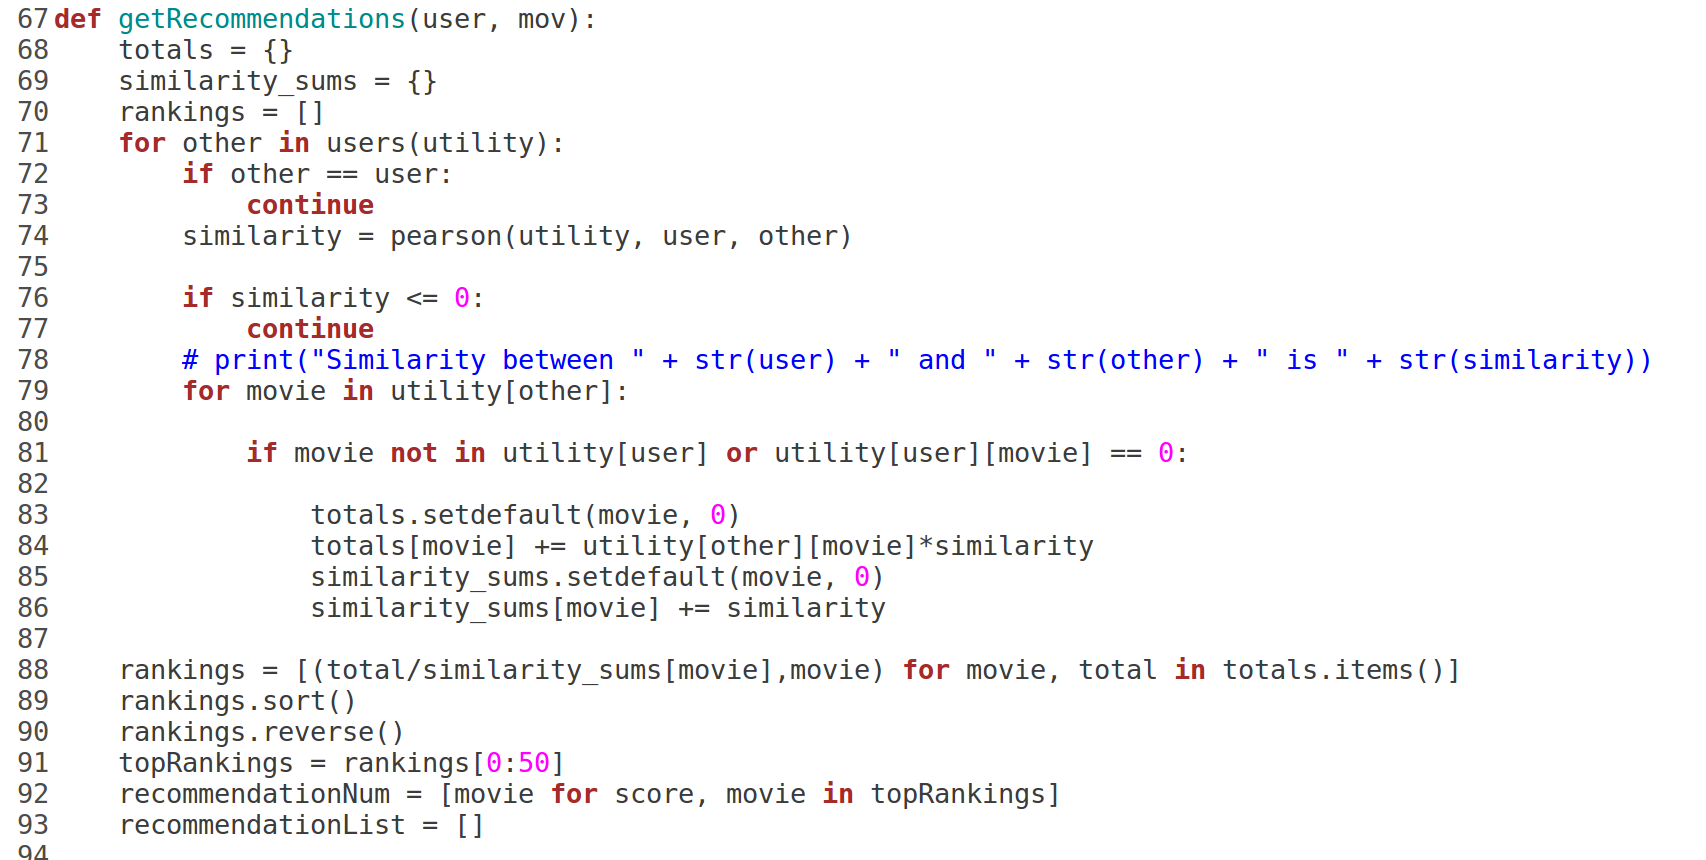 67 def getRecommendations(user, mov):
68     totals = {}
69     similarity_sums = {}
70     rankings = []
71     for other in users(utility):
72         if other == user:
73             continue
74         similarity = pearson(utility, user, other)
75
76         if similarity <= 0:
77             continue
78         # print("Similarity between " + str(user) + " and " + str(other) + " is " + str(similarity))
79         for movie in utility[other]:
80
81             if movie not in utility[user] or utility[user][movie] == 0:
82
83                 totals.setdefault(movie, 0)
84                 totals[movie] += utility[other][movie]*similarity
85                 similarity_sums.setdefault(movie, 0)
86                 similarity_sums[movie] += similarity
87
88     rankings = [(total/similarity_sums[movie],movie) for movie, total in totals.items()]
89     rankings.sort()
90     rankings.reverse()
91     topRankings = rankings[0:50]
92     recommendationNum = [movie for score, movie in topRankings]
93     recommendationList = []
94